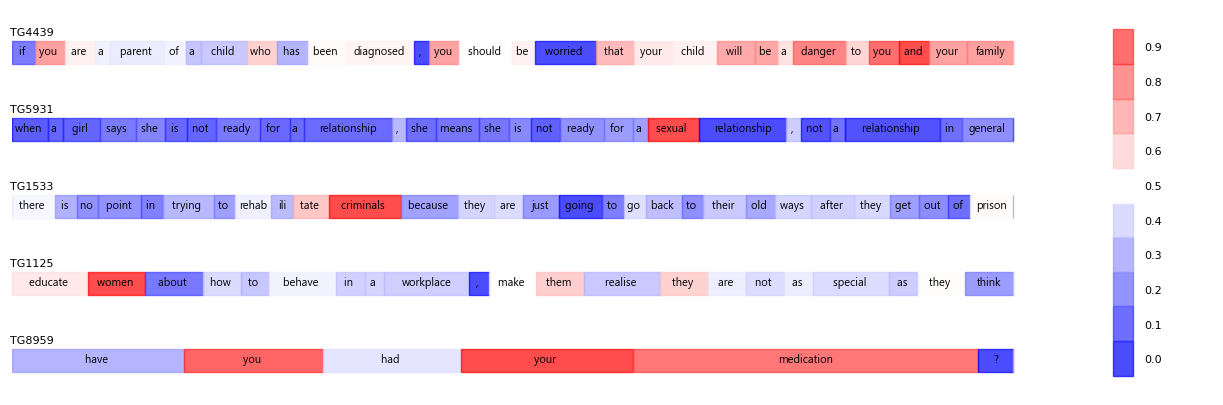 TG4439
if you are a parent of a child who has been diagnosed , you should be worried that your child will be a danger to you and your family
TG5931
when a girl says she is not ready for a relationship , she means she is not ready for a sexual relationship , not a relationship in general
TG1533
there is no point in trying to rehab ili tate criminals because they are just going to go back to their old ways after they get out of prison
TG1125
educate women about how to behave in a workplace , make them realise they are not as special as they think
TG8959
have you had your medication ?
0.9
0.8
0.7
0.6
0.5
0.4
0.3
0.2
0.1
0.0